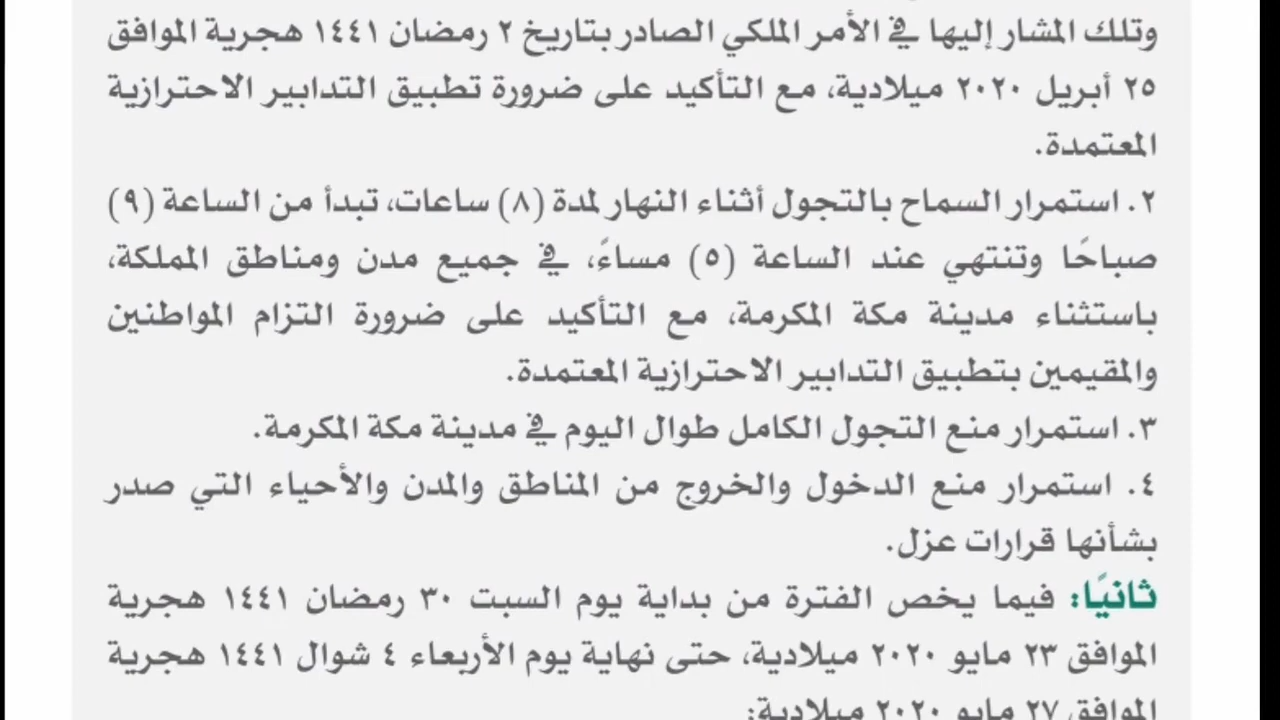 وتلك المشار إليها في الأمر الملكي الصادر بتاريخ ٢ رمضان ١٤٤١ هجرية الموافق
٢٥ أبريل ٢٠٢٠ ميلادية، مع التأكيد على ضرورة تطبيق التدابير الاحترازية
المعتمدة.
٢. استمرار السماح بالتجول أثناء النهار لمدة (٨) ساعات، تبدأ من الساعة (٩)
صباحًا وتنتهي عند الساعة (٥) مساءً، في جميع مدن ومناطق المملكة،
باستثناء مدينة مكة المكرمة، مع التأكيد على ضرورة التزام المواطنين
والمقيمين بتطبيق التدابير الاحترازية المعتمدة.
٣. استمرار منع التجول الكامل طوال اليوم في مدينة مكة المكرمة.
٤. استمرار منع الدخول والخروج من المناطق والمدن والأحياء التي صدر
بشأنها قرارات عزل.
ثانيًا: فيما يخص الفترة من بداية يوم السبت ٣٠ رمضان ١٤٤١ هجرية
الموافق ٢٣ مايو ٢٠٢٠ ميلادية، حتى نهاية يوم الأربعاء ٤ شوال ١٤٤١ هجرية
الموافق ٢٧ مايو ٢٠٢٠ ميلادية: